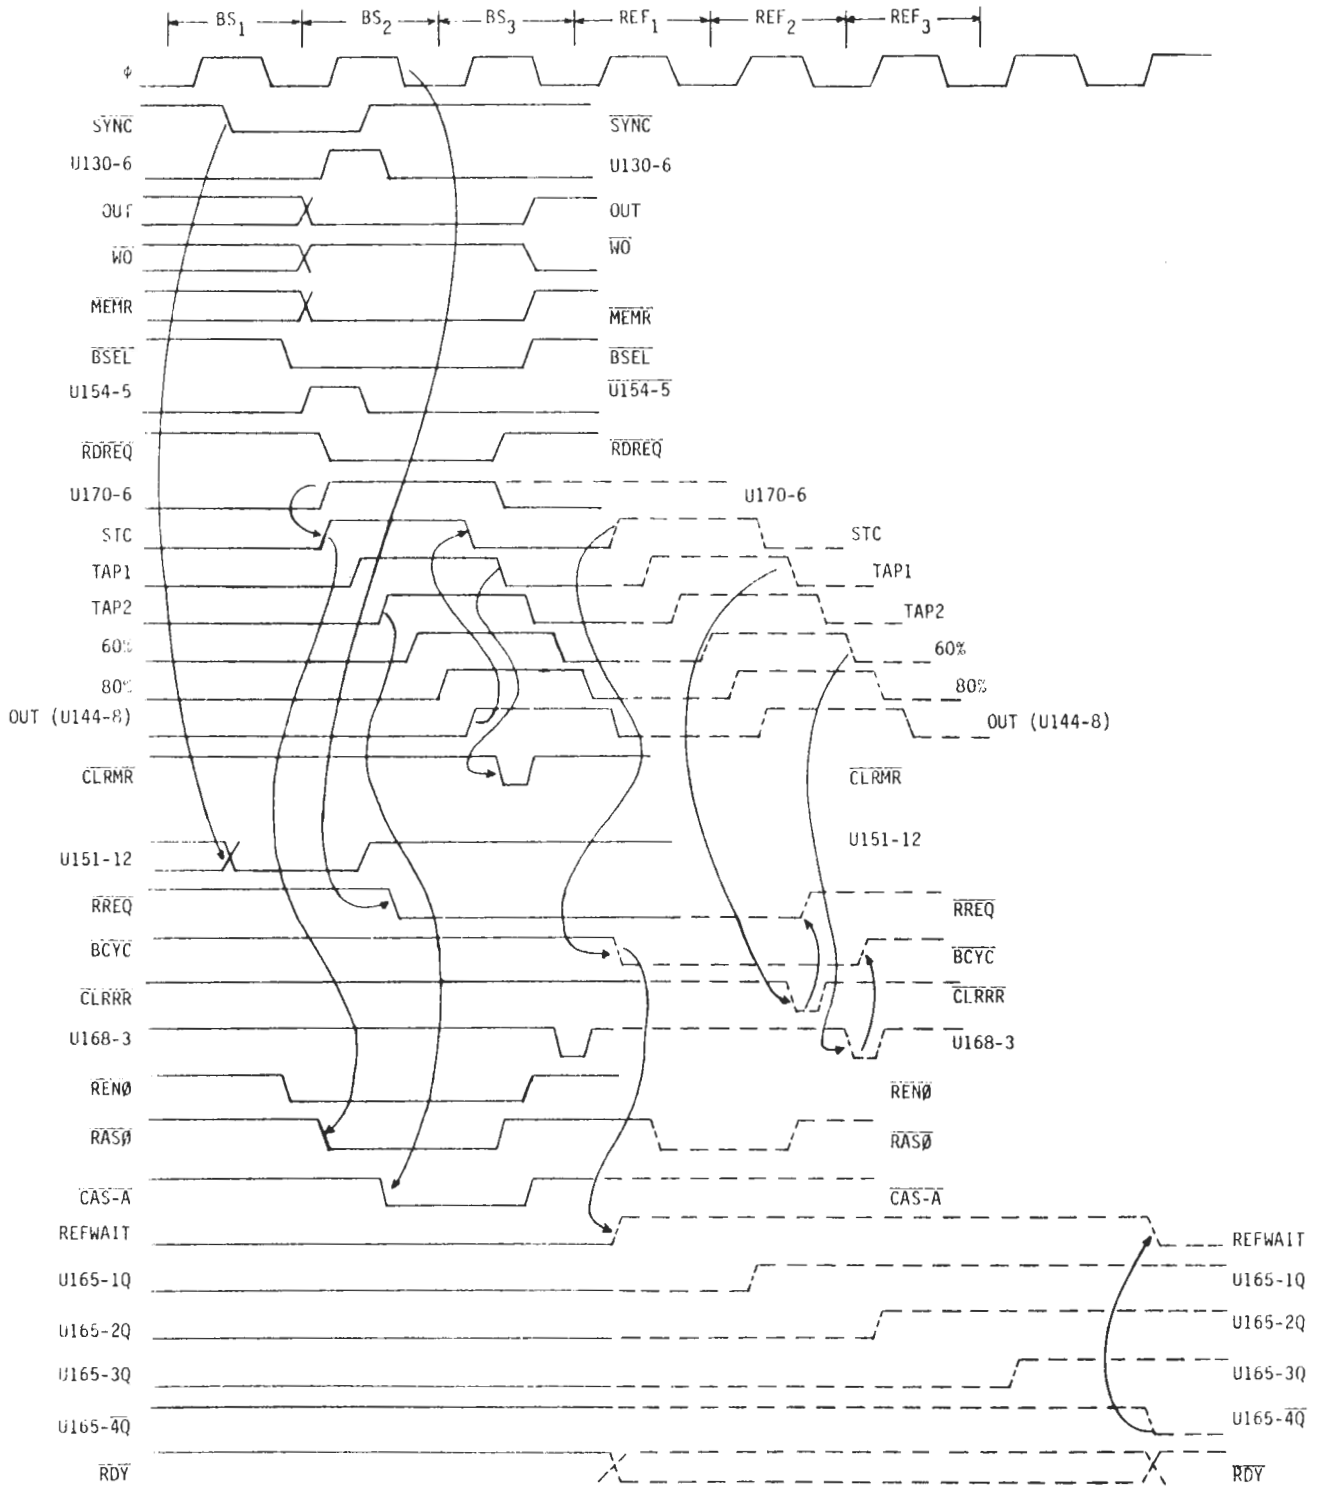 BS1 BS2 BS3 REF1 REF2 REF3
ϕ
SYNC SYNC
U130-6 U130-6
OUT OUT
WO WO
MEMR MEMR
BSEL BSEL
U154-5 U154-5
RDREQ RDREQ
U170-6 U170-6
STC STC
TAP1 TAP1
TAP2 TAP2
60% 60%
80% 80%
OUT (U144-8) OUT (U144-8)
CLRMR CLRMR
U151-12 U151-12
RREQ RREQ
BCYC BCYC
CLRRR CLRRR
U168-3 U168-3
RENØ RENØ
RASØ RASØ
CAS-A CAS-A
REFWAIT REFWAIT
U165-1Q U165-1Q
U165-2Q U165-2Q
U165-3Q U165-3Q
U165-4Q U165-4Q
RDY RDY